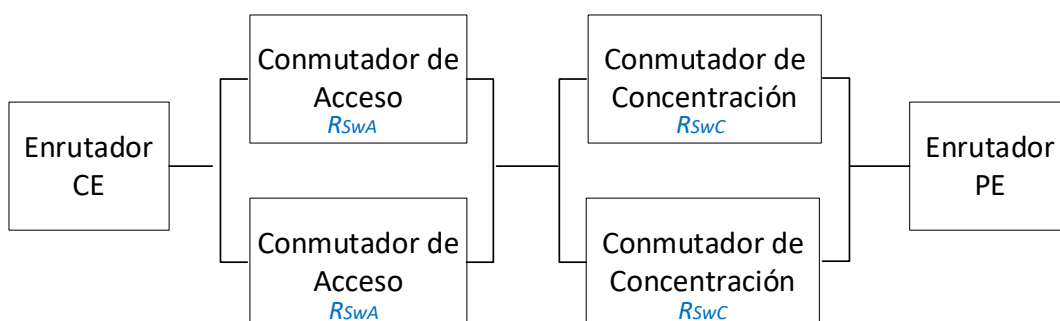 Enrutador
CE
Conmutador de
Acceso
RSwA
Conmutador de
Acceso
RSwA
Conmutador de
Concentración
RSwC
Conmutador de
Concentración
RSwC
Enrutador
PE